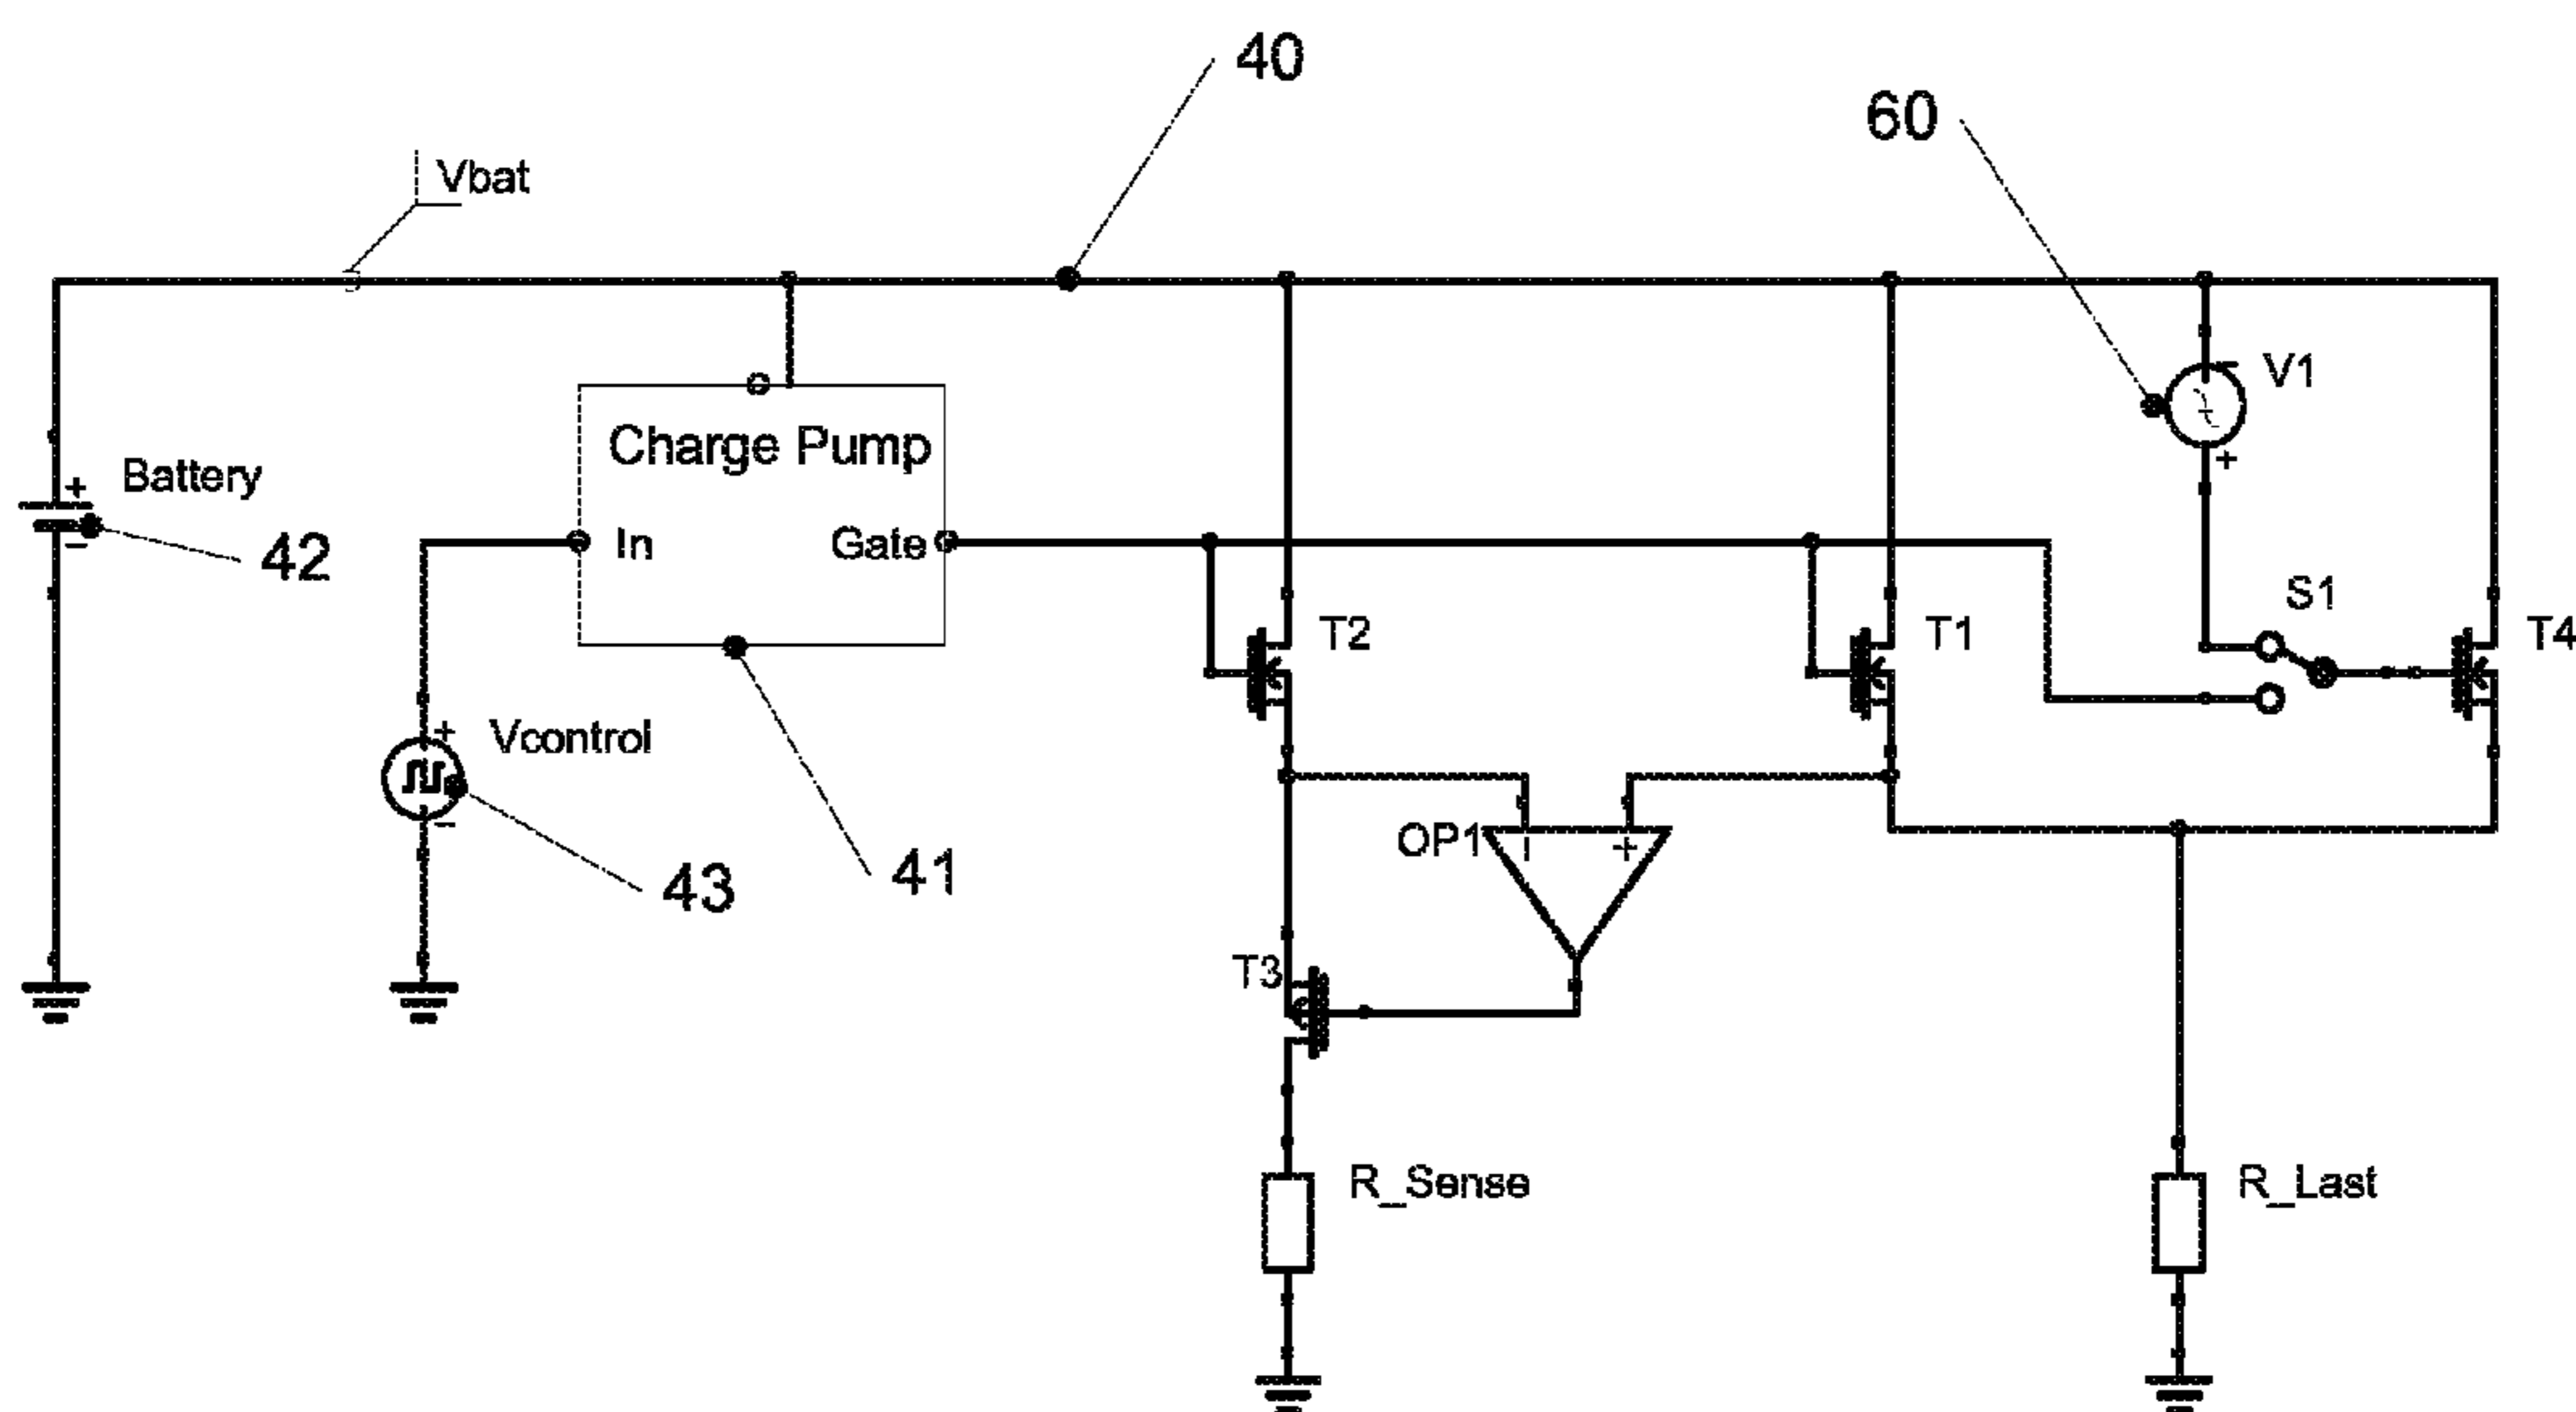 40
60
Vbat
V1
Charge Pump
Battery
In
Gate
42
S1
T2
T1
T4
Vcontrol
OP1
41
43
T3
R_Sense
R_Last